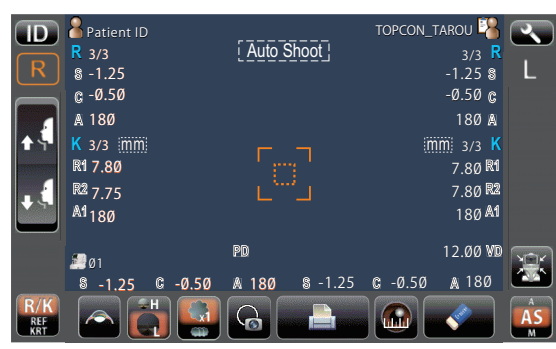 ID Patient ID TOPCON_TAROU
R R 3/3 Auto Shoot 3/3 R L
S -1.25 -1.25 S
C -0.50 -0.50 C
A 180 180 A
K 3/3 mm mm 3/3 K
R1 7.80 7.80 R1
R2 7.75 7.80 R2
A1 180 180 A1
01 PD 12.00 VD
S -1.25 C -0.50 A 180 S -1.25 C -0.50 A 180
R/K REF KRT H L x1 A AS M